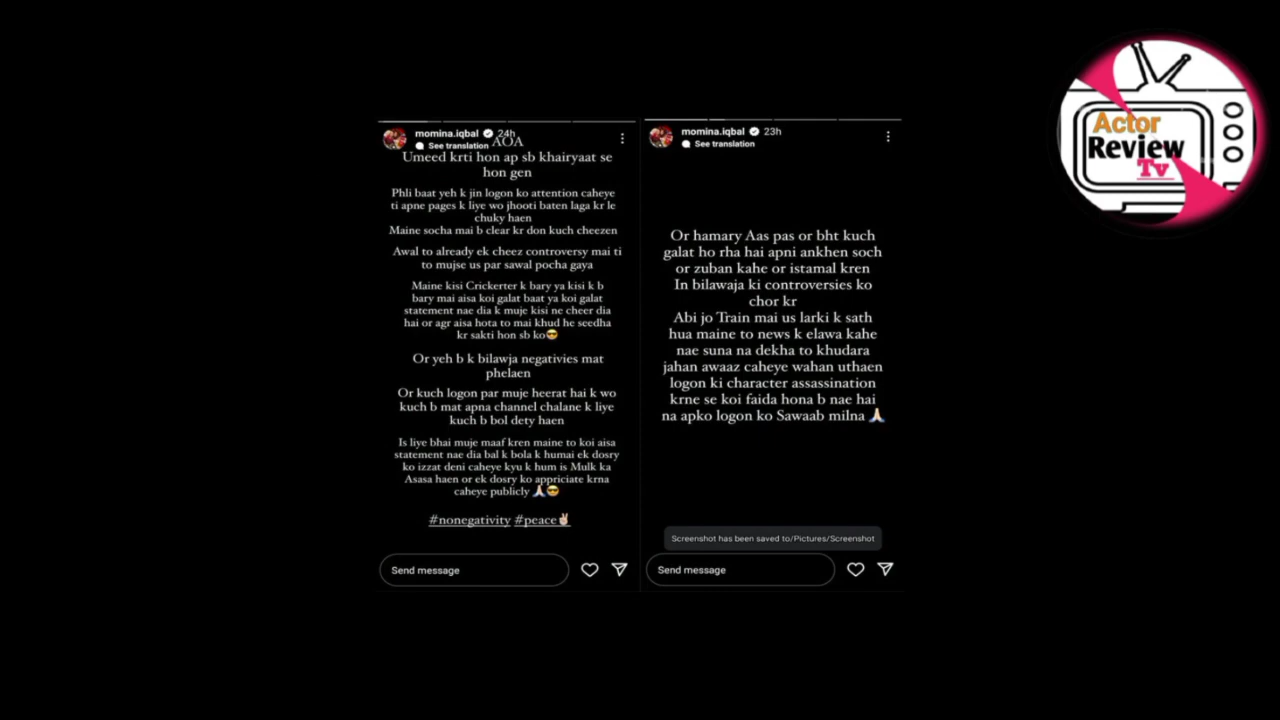 momina.iqbal 24h
See translation
AOA
Umeed krti hon ap sb khairyaat se
hon gen
Phli baat yeh k jin logon ko attention caheye
ti apne pages k liye wo jhooti baten laga kr le
chuky haen
Maine socha mai b clear kr don kuch cheezen
Awal to already ek cheez controversy mai ti
to mujse us par sawal pocha gaya
Maine kisi Crickerter k bary ya kisi k b
bary mai aisa koi galat baat ya koi galat
statement nae dia k muje kisi ne cheer dia
hai or agr aisa hota to mai khud he seedha
kr sakti hon sb ko😎
Or yeh b k bilawja negativies mat
phelaen
Or kuch logon par muje heerat hai k wo
kuch b mat apna channel chalane k liye
kuch b bol dety haen
Is liye bhai muje maaf kren maine to koi aisa
statement nae dia bal k bola k humai ek dosry
ko izzat deni caheye kyu k hum is Mulk ka
Asasa haen or ek dosry ko appriciate krna
caheye publicly 🙏🏻😎
#nonegativity #peace✌🏻
Send message
momina.iqbal 23h
See translation
Or hamary Aas pas or bht kuch
galat ho rha hai apni ankhen soch
or zuban kahe or istamal kren
In bilawaja ki controversies ko
chor kr
Abi jo Train mai us larki k sath
hua maine to news k elawa kahe
nae suna na dekha to khudara
jahan awaaz caheye wahan uthaen
logon ki character assassination
krne se koi faida hona b nae hai
na apko logon ko Sawaab milna 🙏🏻
Screenshot has been saved to/Pictures/Screenshot
Send message
Actor
Review
Tv